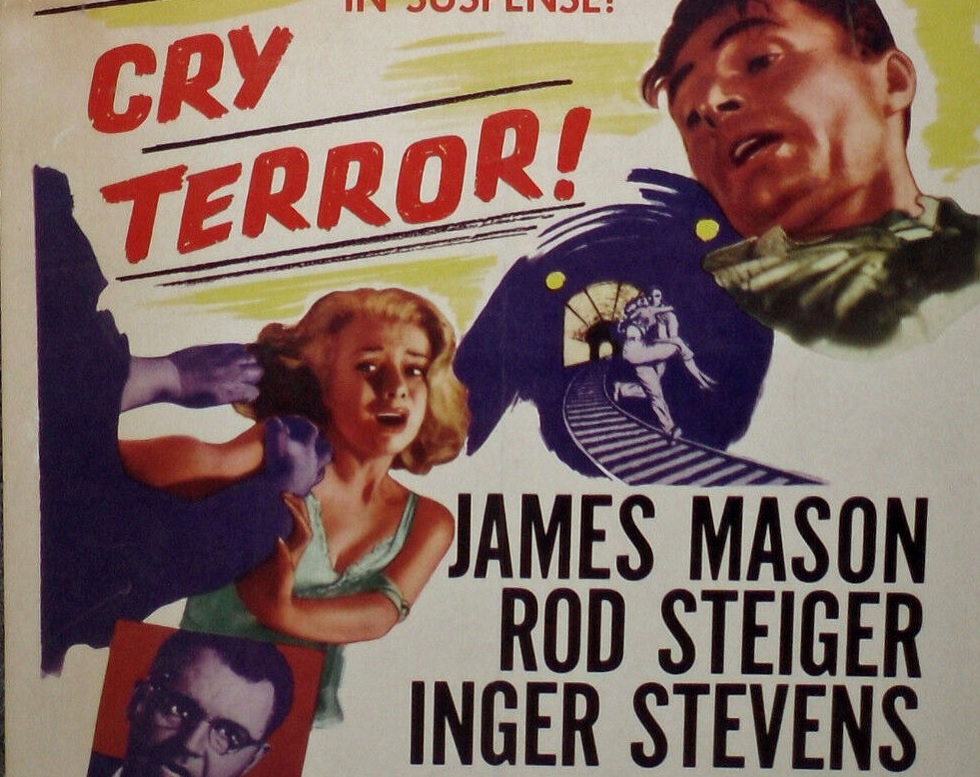 IN SUSPENSE!
CRY
TERROR!
JAMES MASON
ROD STEIGER
INGER STEVENS